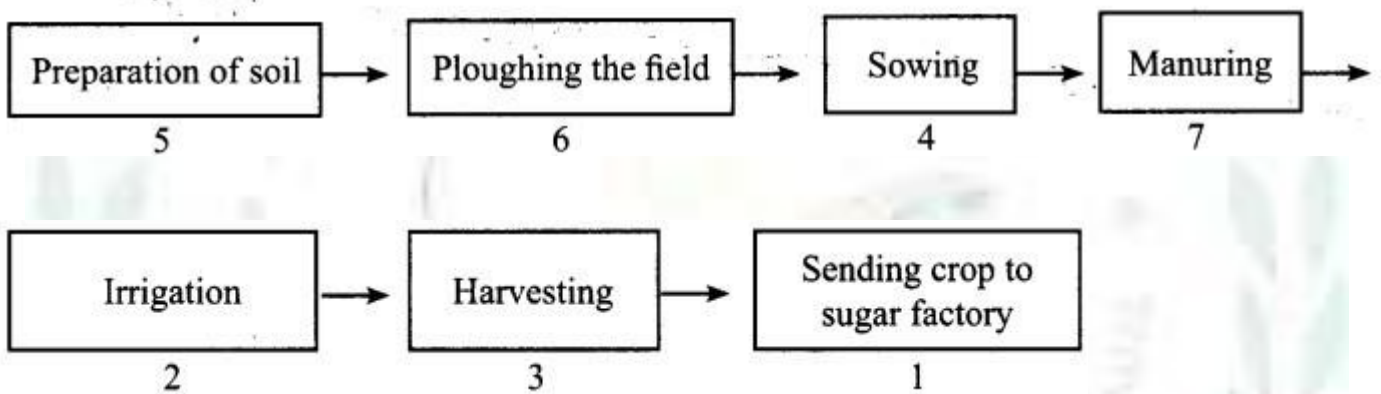 Preparation of soil
Ploughing the field
Sowing
Manuring
5
6
4
7
Irrigation
Harvesting
Sending crop to
sugar factory
2
3
1